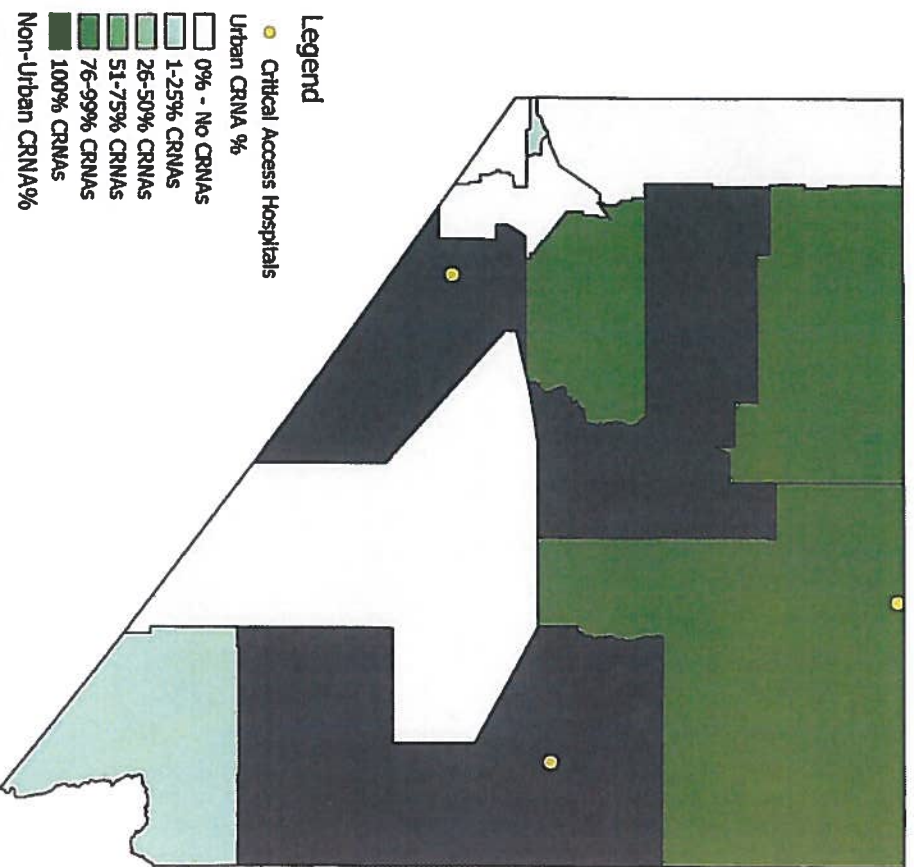 Legend
Critical Access Hospitals
Urban CRNA %
0% - No CRNAs
1-25% CRNAs
26-50% CRNAs
51-75% CRNAs
76-99% CRNAs
100% CRNAs
Non-Urban CRNA%